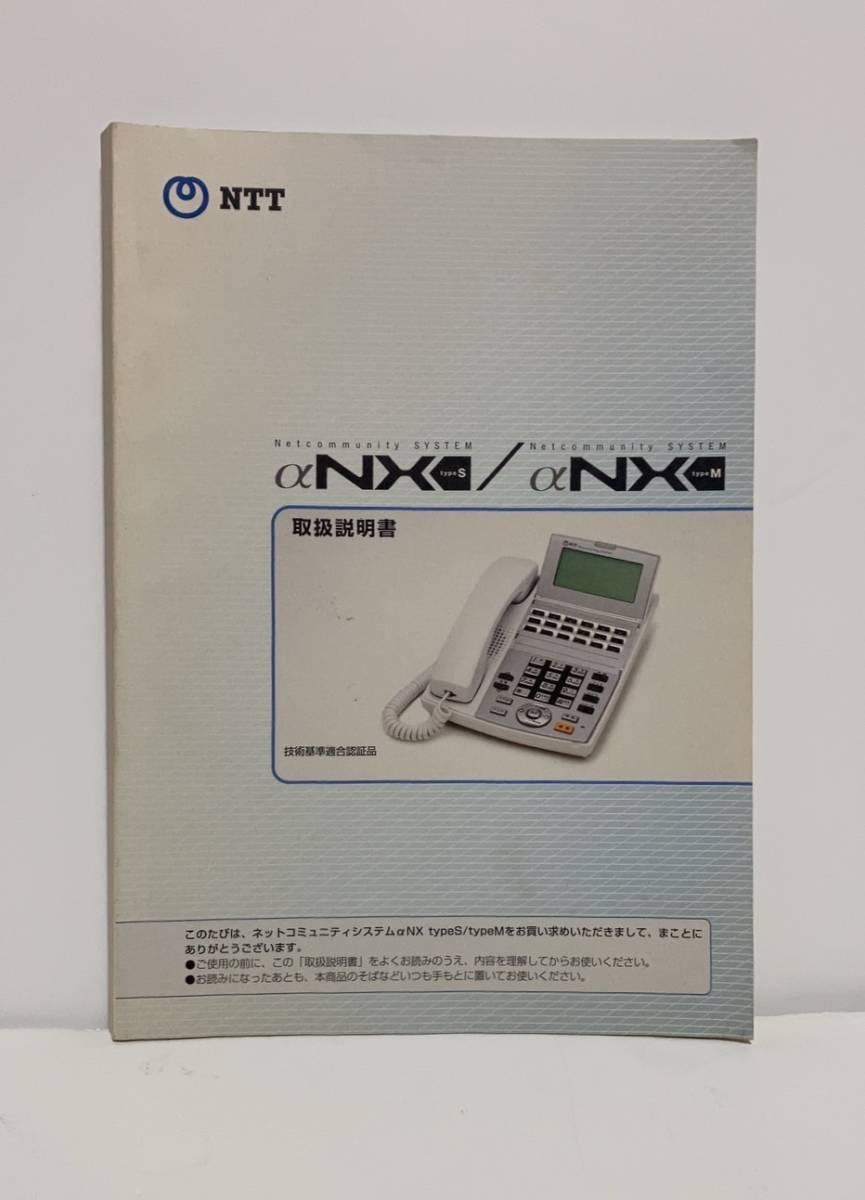 NTT
Netcommunity SYSTEM
αNX typeS / Netcommunity SYSTEM
αNX typeM
取扱説明書
NTT
技術基準適合認証品
このたびは、ネットコミュニティシステムαNX typeS/typeMをお買い求めいただきまして、まことに
ありがとうございます。
●ご使用の前に、この「取扱説明書」をよくお読みのうえ、内容を理解してからお使いください。
●お読みになったあとも、本商品のそばなどいつも手もとに置いてお使いください。